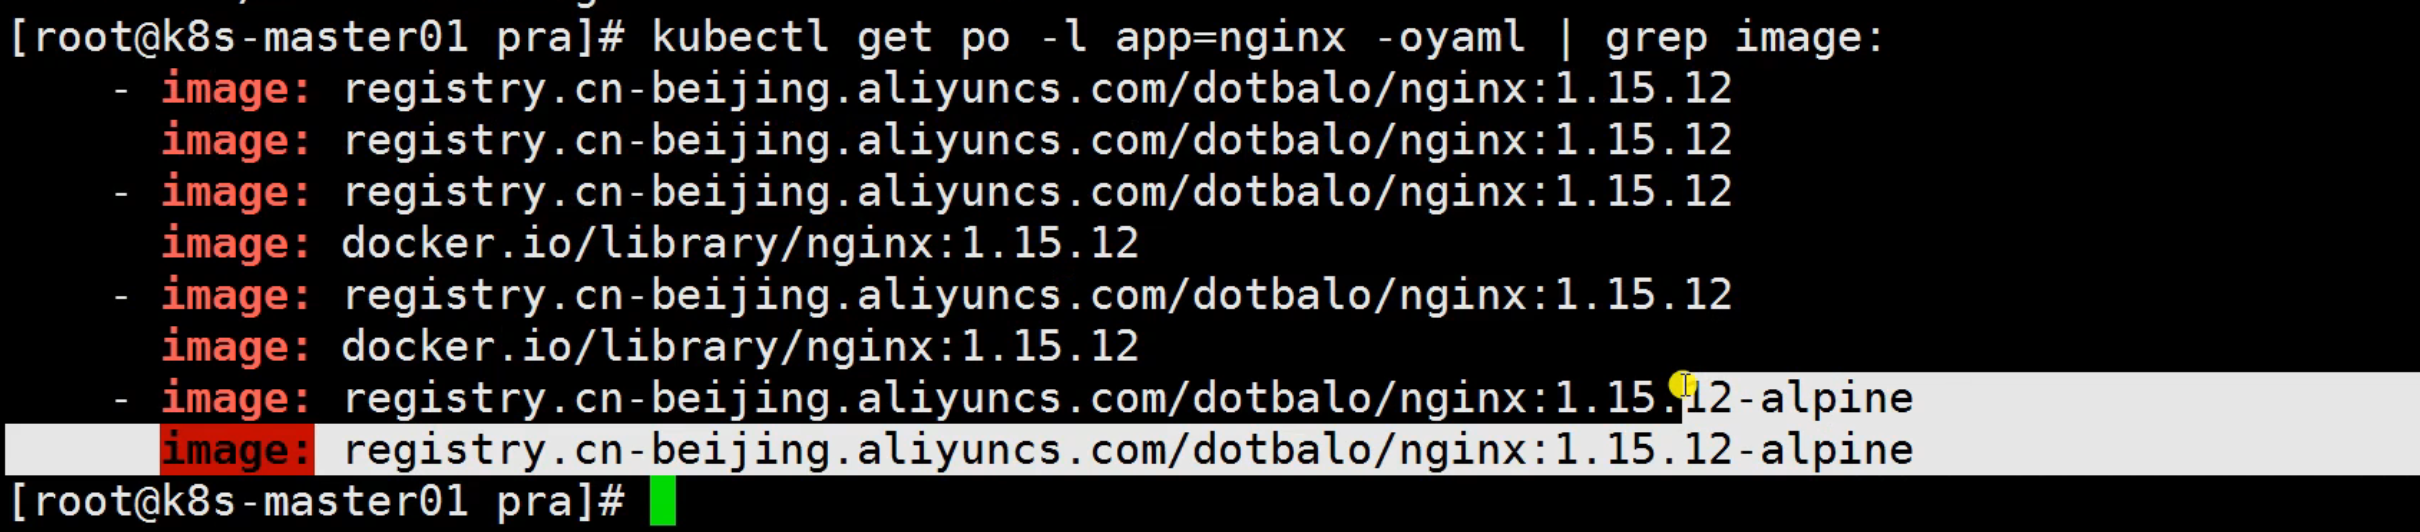 [root@k8s-master01 pra]# kubectl get po -l app=nginx -oyaml | grep image:
- image: registry.cn-beijing.aliyuncs.com/dotbalo/nginx:1.15.12
image: registry.cn-beijing.aliyuncs.com/dotbalo/nginx:1.15.12
- image: registry.cn-beijing.aliyuncs.com/dotbalo/nginx:1.15.12
image: docker.io/library/nginx:1.15.12
- image: registry.cn-beijing.aliyuncs.com/dotbalo/nginx:1.15.12
image: docker.io/library/nginx:1.15.12
- image: registry.cn-beijing.aliyuncs.com/dotbalo/nginx:1.15.12-alpine
image: registry.cn-beijing.aliyuncs.com/dotbalo/nginx:1.15.12-alpine
[root@k8s-master01 pra]#